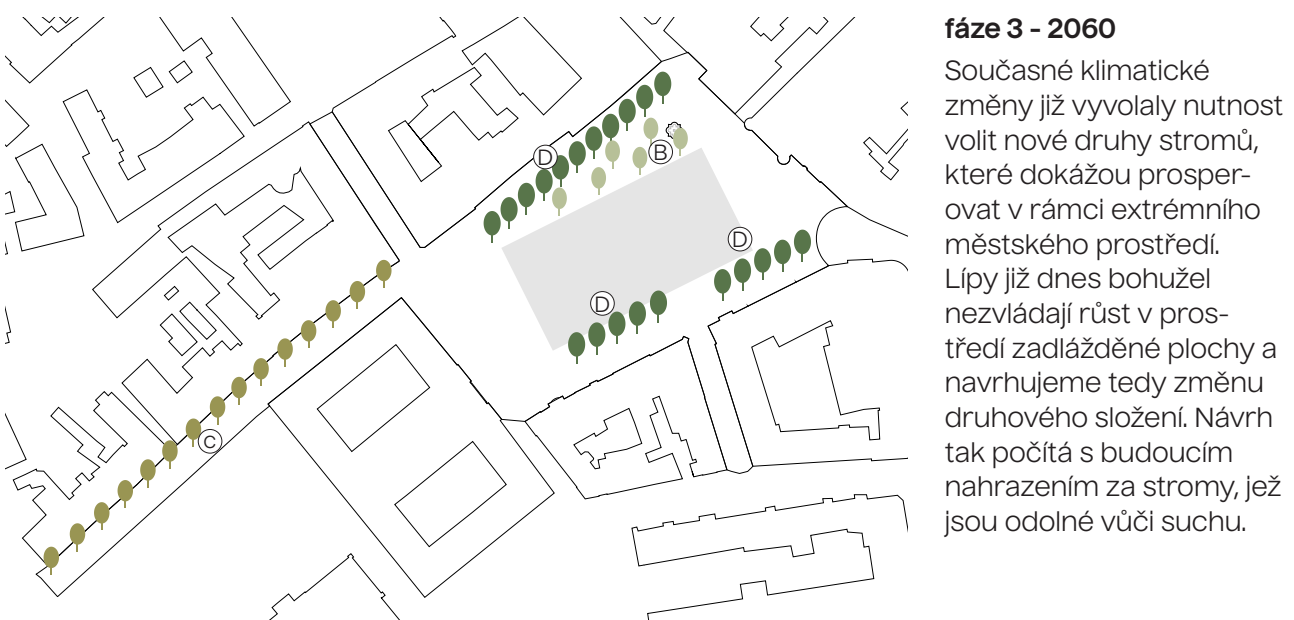 fáze 3 - 2060
Současné klimatické
změny již vyvolaly nutnost
volit nové druhy stromů,
které dokážou prosper-
ovat v rámci extrémního
městského prostředí.
Lípy již dnes bohužel
nezvládají růst v pros-
tředí zadlážděné plochy a
navrhujeme tedy změnu
druhového složení. Návrh
tak počítá s budoucím
nahrazením za stromy, jež
jsou odolné vůči suchu.
D
B
D
D
C